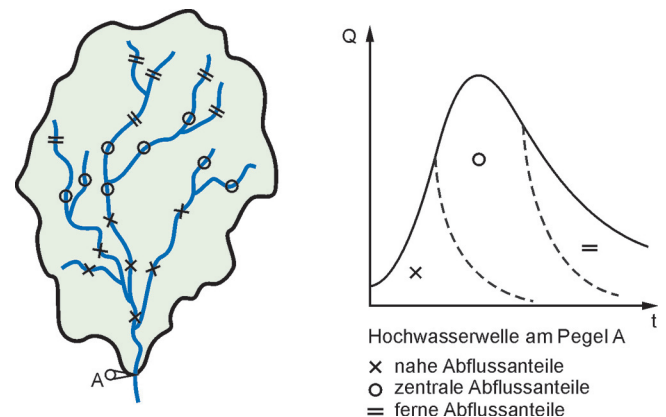 A
Q
t
Hochwasserwelle am Pegel A
nahe Abflussanteile
zentrale Abflussanteile
ferne Abflussanteile